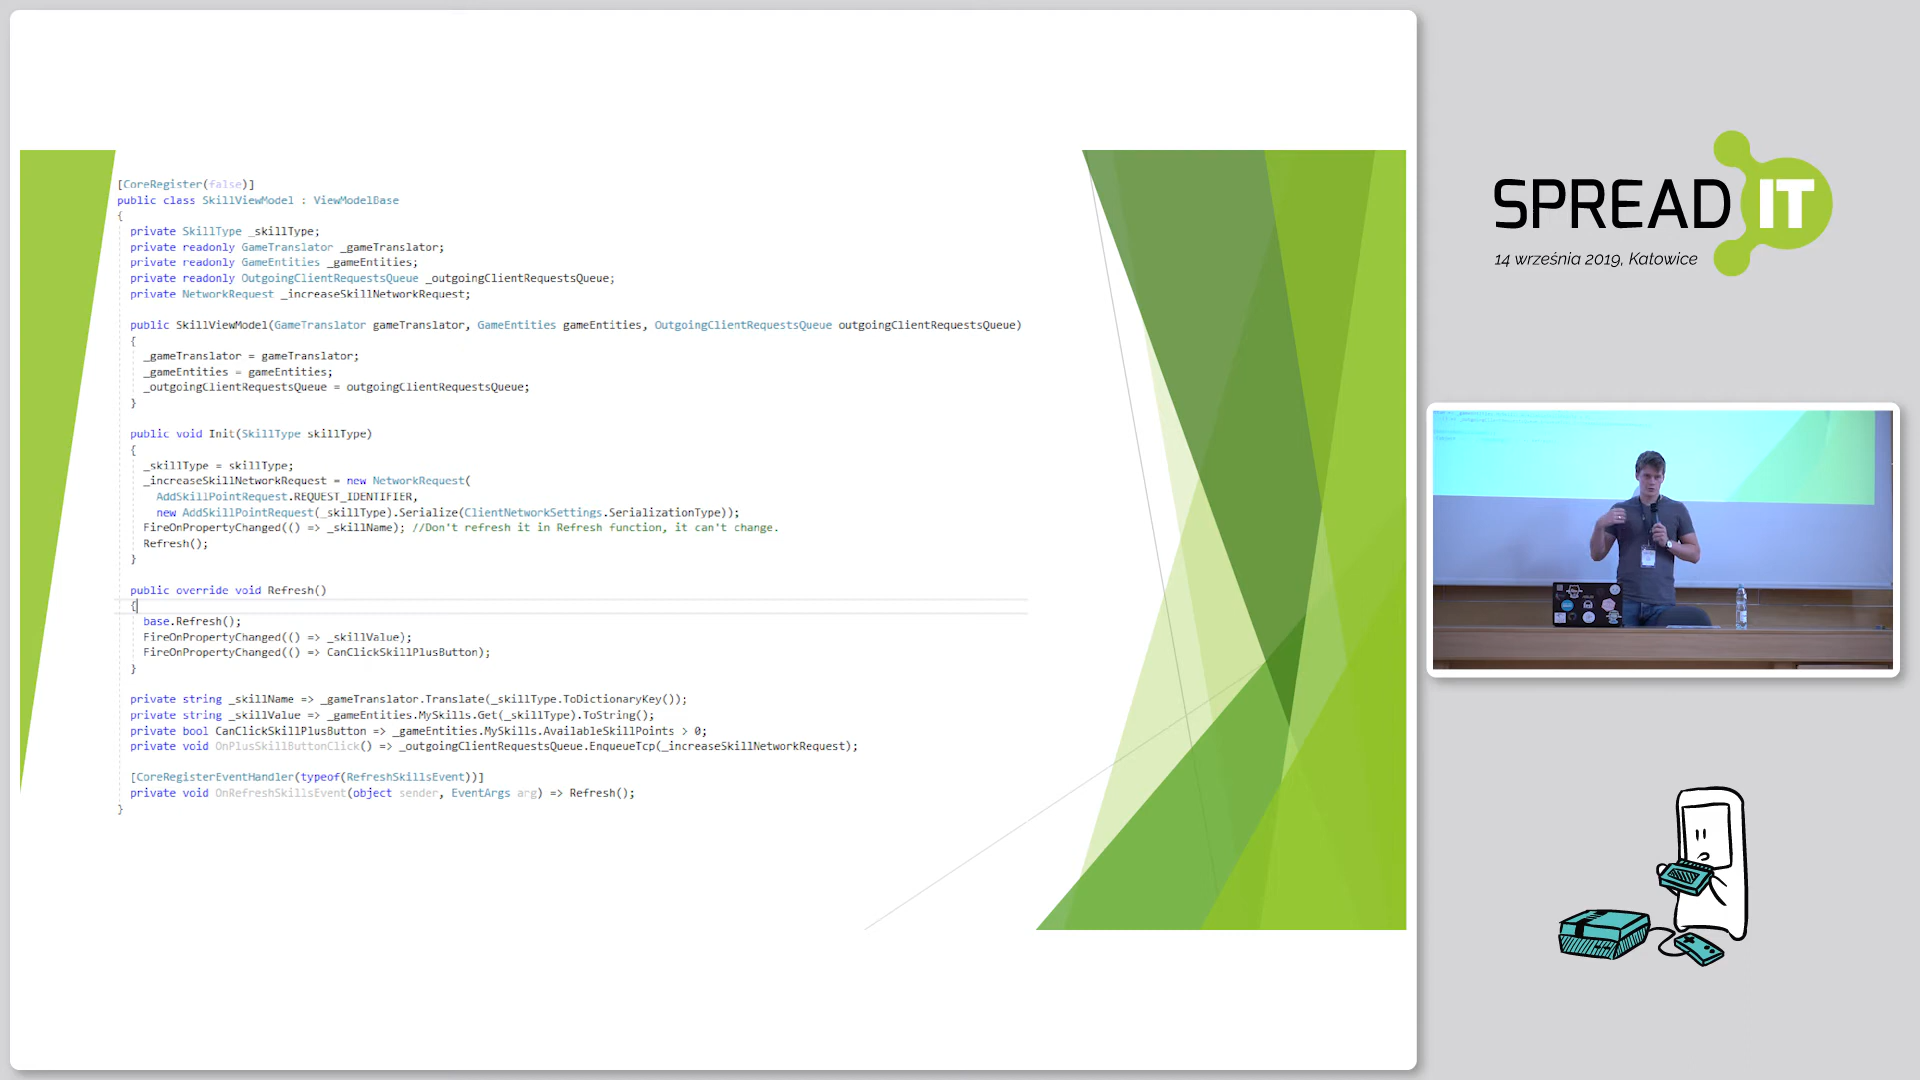 [CoreRegister(false)]
public class SkillViewModel : ViewModelBase
{
private SkillType _skillType;
private readonly GameTranslator _gameTranslator;
private readonly GameEntities _gameEntities;
private readonly OutgoingClientRequestsQueue _outgoingClientRequestsQueue;
private NetworkRequest _increaseSkillNetworkRequest;
public SkillViewModel(GameTranslator gameTranslator, GameEntities gameEntities, OutgoingClientRequestsQueue outgoingClientRequestsQueue)
{
_gameTranslator = gameTranslator;
_gameEntities = gameEntities;
_outgoingClientRequestsQueue = outgoingClientRequestsQueue;
}
public void Init(SkillType skillType)
{
_skillType = skillType;
_increaseSkillNetworkRequest = new NetworkRequest(
AddSkillPointRequest.REQUEST_IDENTIFIER,
new AddSkillPointRequest(_skillType).Serialize(ClientNetworkSettings.SerializationType));
FireOnPropertyChanged(() => _skillName); //Don't refresh it in Refresh function, it can't change.
Refresh();
}
public override void Refresh()
{
base.Refresh();
FireOnPropertyChanged(() => _skillValue);
FireOnPropertyChanged(() => CanClickSkillPlusButton);
}
private string _skillName => _gameTranslator.Translate(_skillType.ToDictionaryKey());
private string _skillValue => _gameEntities.MySkills.Get(_skillType).ToString();
private bool CanClickSkillPlusButton => _gameEntities.MySkills.AvailableSkillPoints > 0;
private void OnPlusSkillButtonClick() => _outgoingClientRequestsQueue.EnqueueTcp(_increaseSkillNetworkRequest);
[CoreRegisterEventHandler(typeof(RefreshSkillsEvent))]
private void OnRefreshSkillsEvent(object sender, EventArgs arg) => Refresh();
}
SPREAD IT
14 września 2019, Katowice